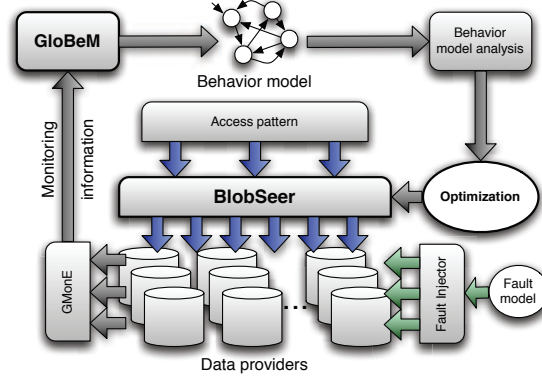 GloBeM
Behavior model
Behavior
model analysis
Access pattern
Monitoring
information
BlobSeer
Optimization
GMonE
...
Fault Injector
Fault
model
Data providers